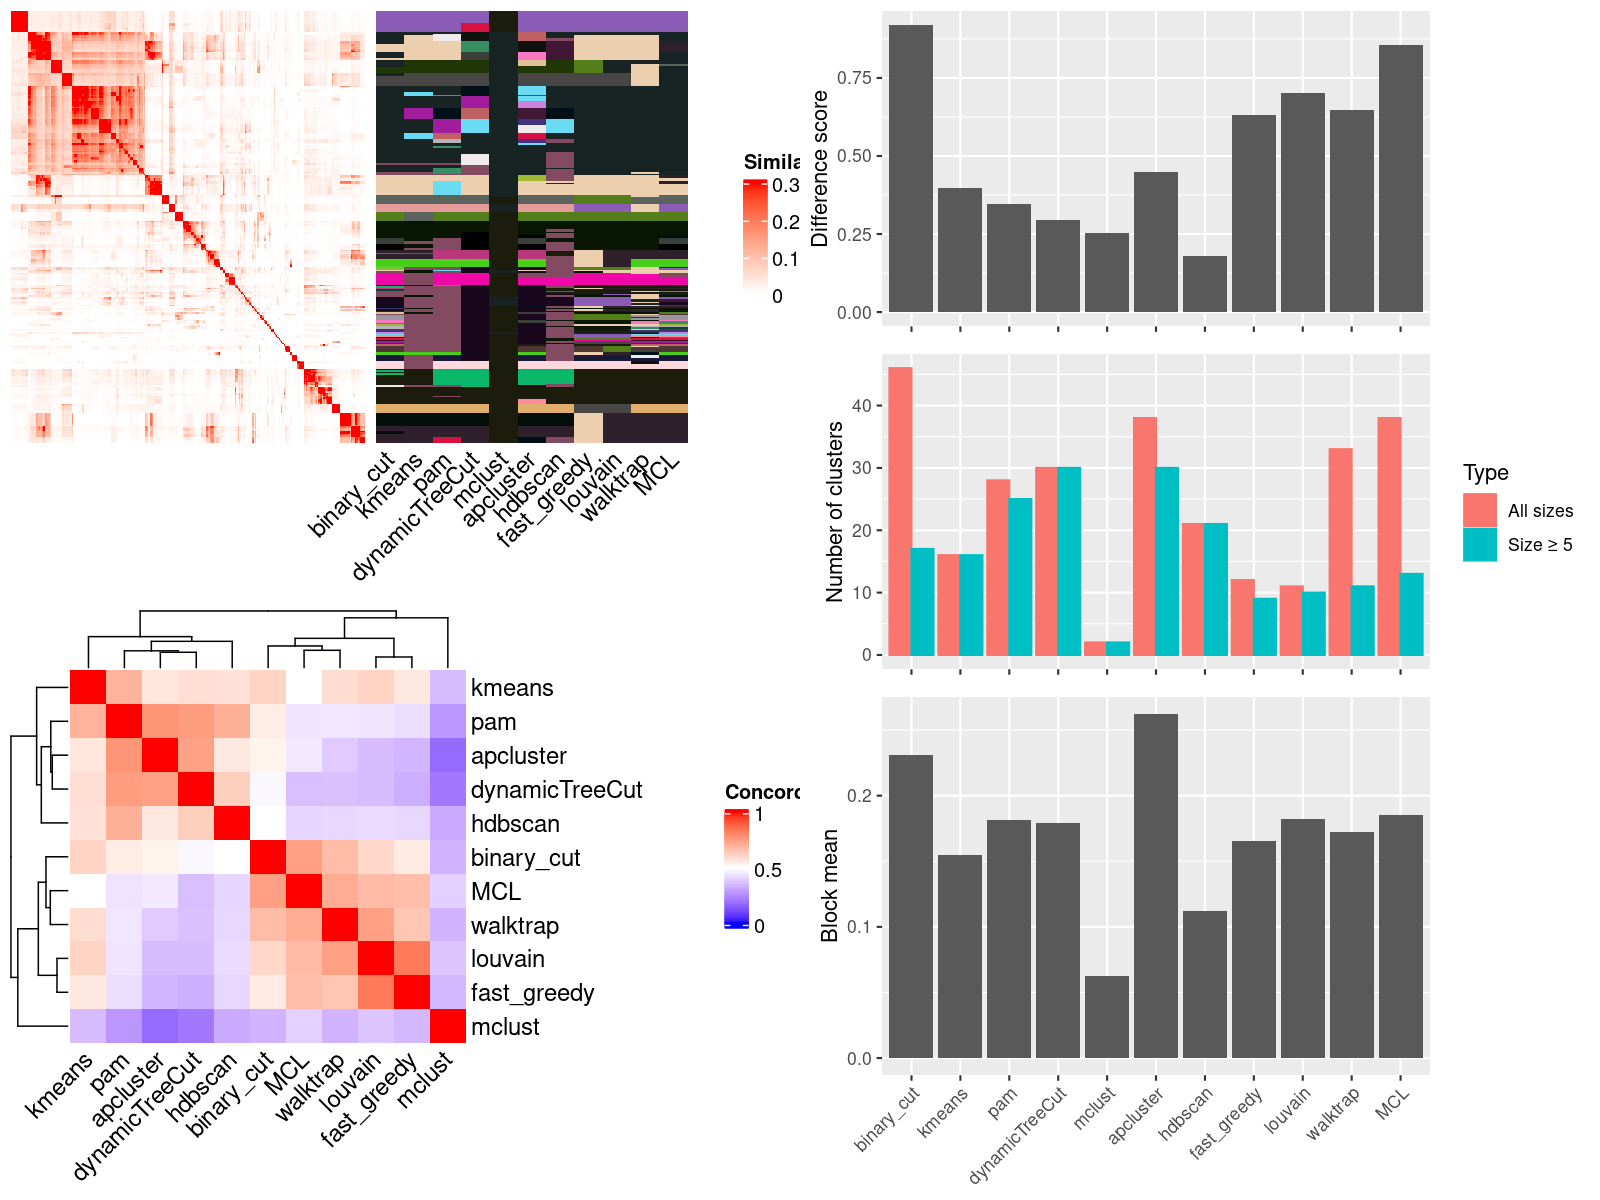 Simila
0.3
0.2
0.1
0
binary_cut
kmeans
pam
dynamicTreeCut
mclust
apcluster
hdbscan
fast_greedy
louvain
walktrap
MCL
kmeans
pam
apcluster
dynamicTreeCut
hdbscan
binary_cut
MCL
walktrap
louvain
fast_greedy
mclust
kmeans
pam
apcluster
dynamicTreeCut
hdbscan
binary_cut
MCL
walktrap
louvain
fast_greedy
mclust
Concord
1
0.5
0
Difference score
0.75
0.50
0.25
0.00
Number of clusters
40
30
20
10
0
Type
All sizes
Size ≥ 5
Block mean
0.2
0.1
0.0
binary_cut
kmeans
pam
dynamicTreeCut
mclust
apcluster
hdbscan
fast_greedy
louvain
walktrap
MCL